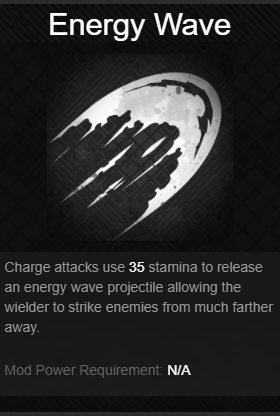 Energy Wave
Charge attacks use 35 stamina to release
an energy wave projectile allowing the
wielder to strike enemies from much farther
away.
Mod Power Requirement: N/A